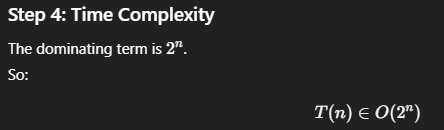 Step 4: Time Complexity
The dominating term is 2ⁿ.
So:
T(n) ∈ O(2ⁿ)